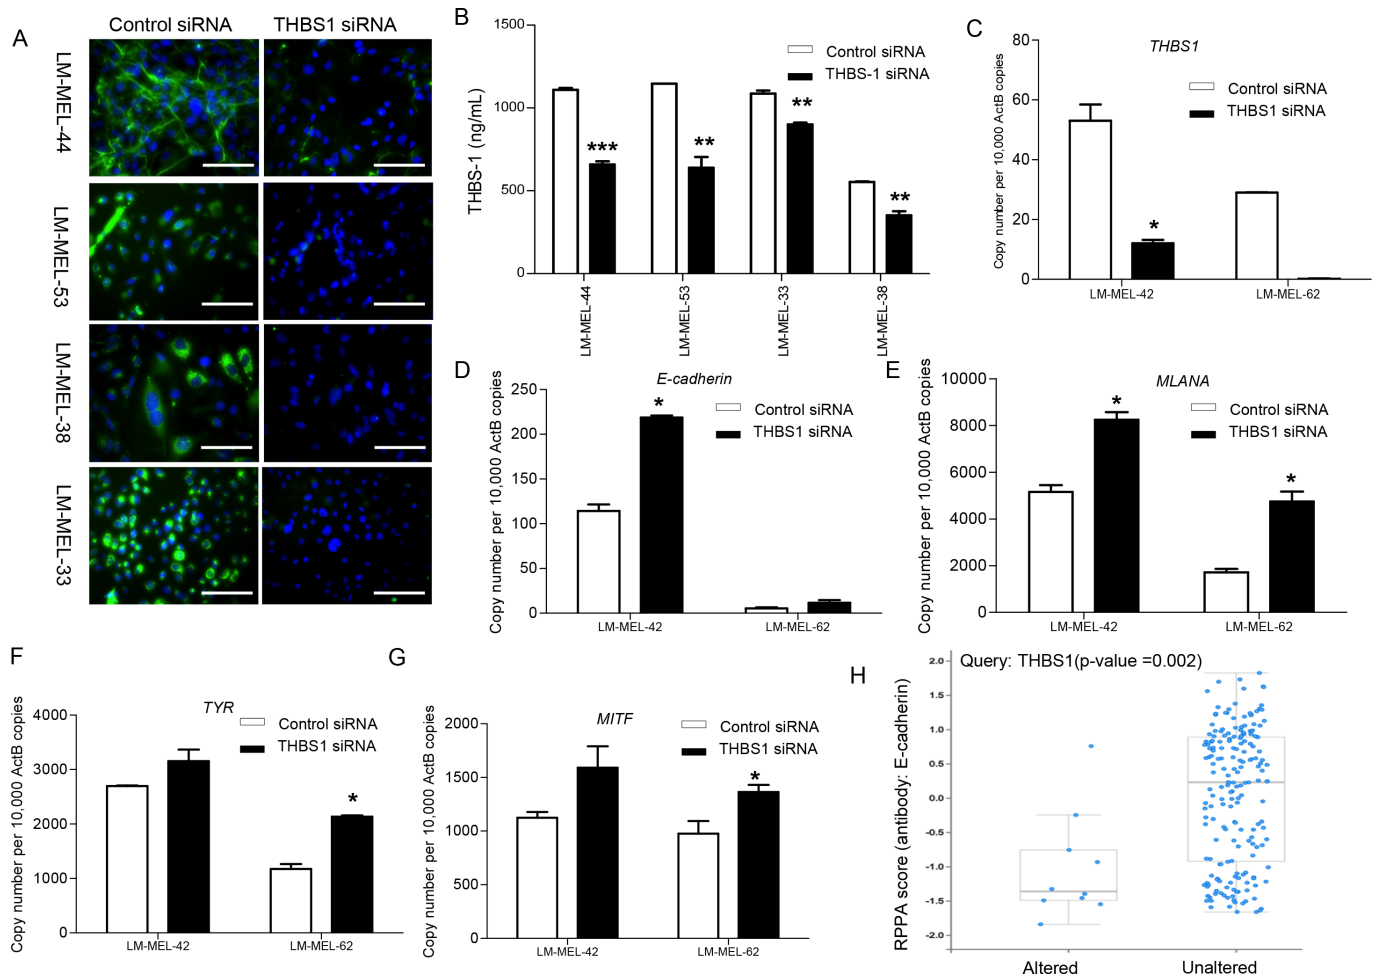 A
Control siRNA
THBS1 siRNA
LM-MEL-44
LM-MEL-53
LM-MEL-38
LM-MEL-33
B
1500
1000
500
0
THBS-1 (ng/mL)
Control siRNA
THBS-1 siRNA
***
**
**
**
LM-MEL-44
LM-MEL-53
LM-MEL-33
LM-MEL-38
C
THBS1
80
60
40
20
0
Copy number per 10,000 ActB copies
Control siRNA
THBS1 siRNA
*
LM-MEL-42
LM-MEL-62
D
E-cadherin
250
200
150
100
50
0
Copy number per 10,000 ActB copies
Control siRNA
THBS1 siRNA
*
LM-MEL-42
LM-MEL-62
E
MLANA
10000
8000
6000
4000
2000
0
Copy number per 10,000 ActB copies
Control siRNA
THBS1 siRNA
*
*
LM-MEL-42
LM-MEL-62
F
TYR
4000
3000
2000
1000
0
Copy number per 10,000 ActB copies
Control siRNA
THBS1 siRNA
*
LM-MEL-42
LM-MEL-62
G
MITF
2000
1500
1000
500
0
Copy number per 10,000 ActB copies
Control siRNA
THBS1 siRNA
*
LM-MEL-42
LM-MEL-62
H
Query: THBS1(p-value =0.002)
2.0
1.5
1.0
0.5
0.0
-0.5
-1.0
-1.5
-2.0
RPPA score (antibody: E-cadherin)
Altered
Unaltered